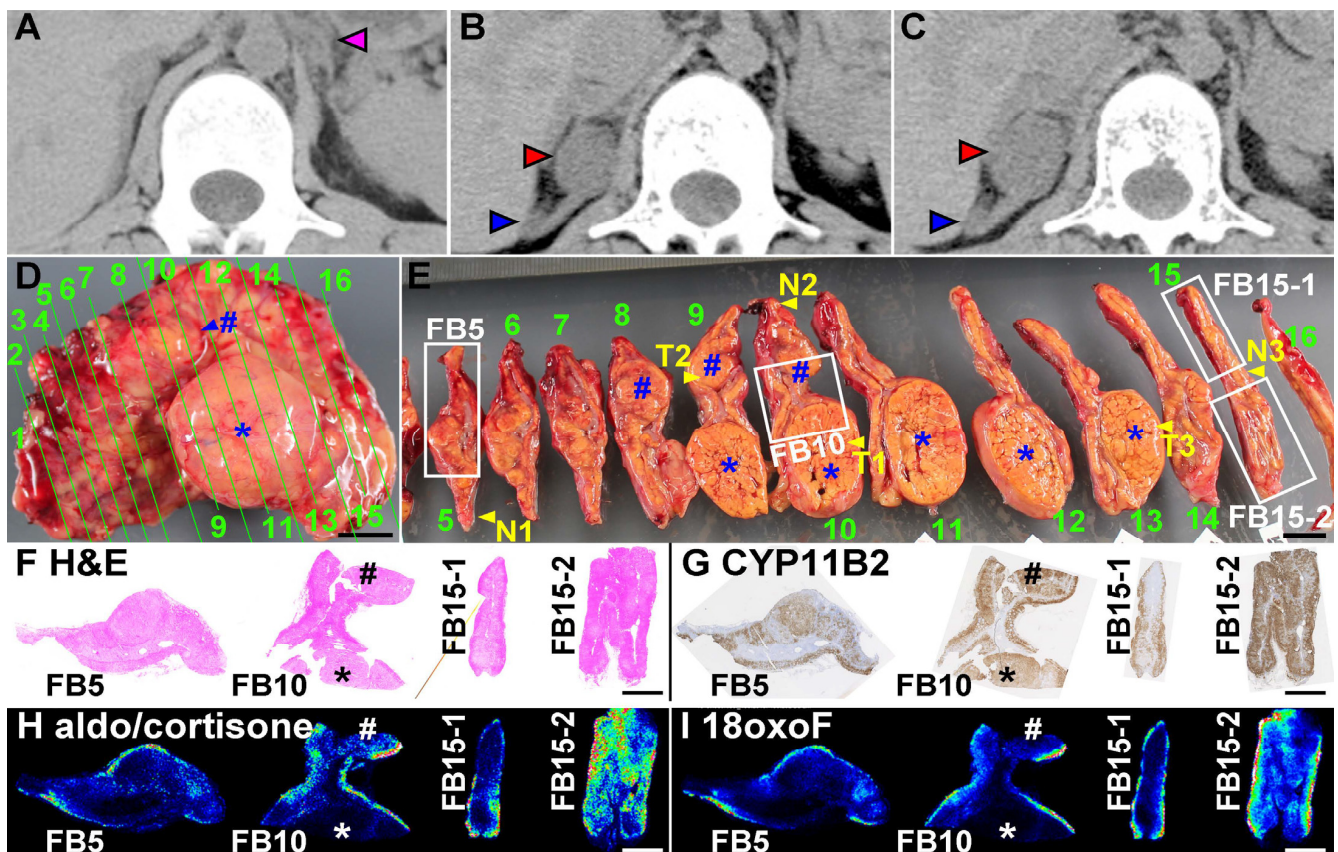 A
B
C
D
1
2
3
4
5
6
7
8
10
12
14
16
#
*
9
11
13
15
E
FB5
5
N1
6
7
8
#
9
T2
#
*
N2
#
FB10
*
T1
10
*
11
*
12
*
T3
13
14
15
FB15-1
N3
FB15-2
16
F H&E
FB5
#
FB10
*
FB15-1
FB15-2
G CYP11B2
FB5
#
FB10
*
FB15-1
FB15-2
H aldo/cortisone
FB5
#
FB10
*
FB15-1
FB15-2
I 18oxoF
FB5
#
FB10
*
FB15-1
FB15-2